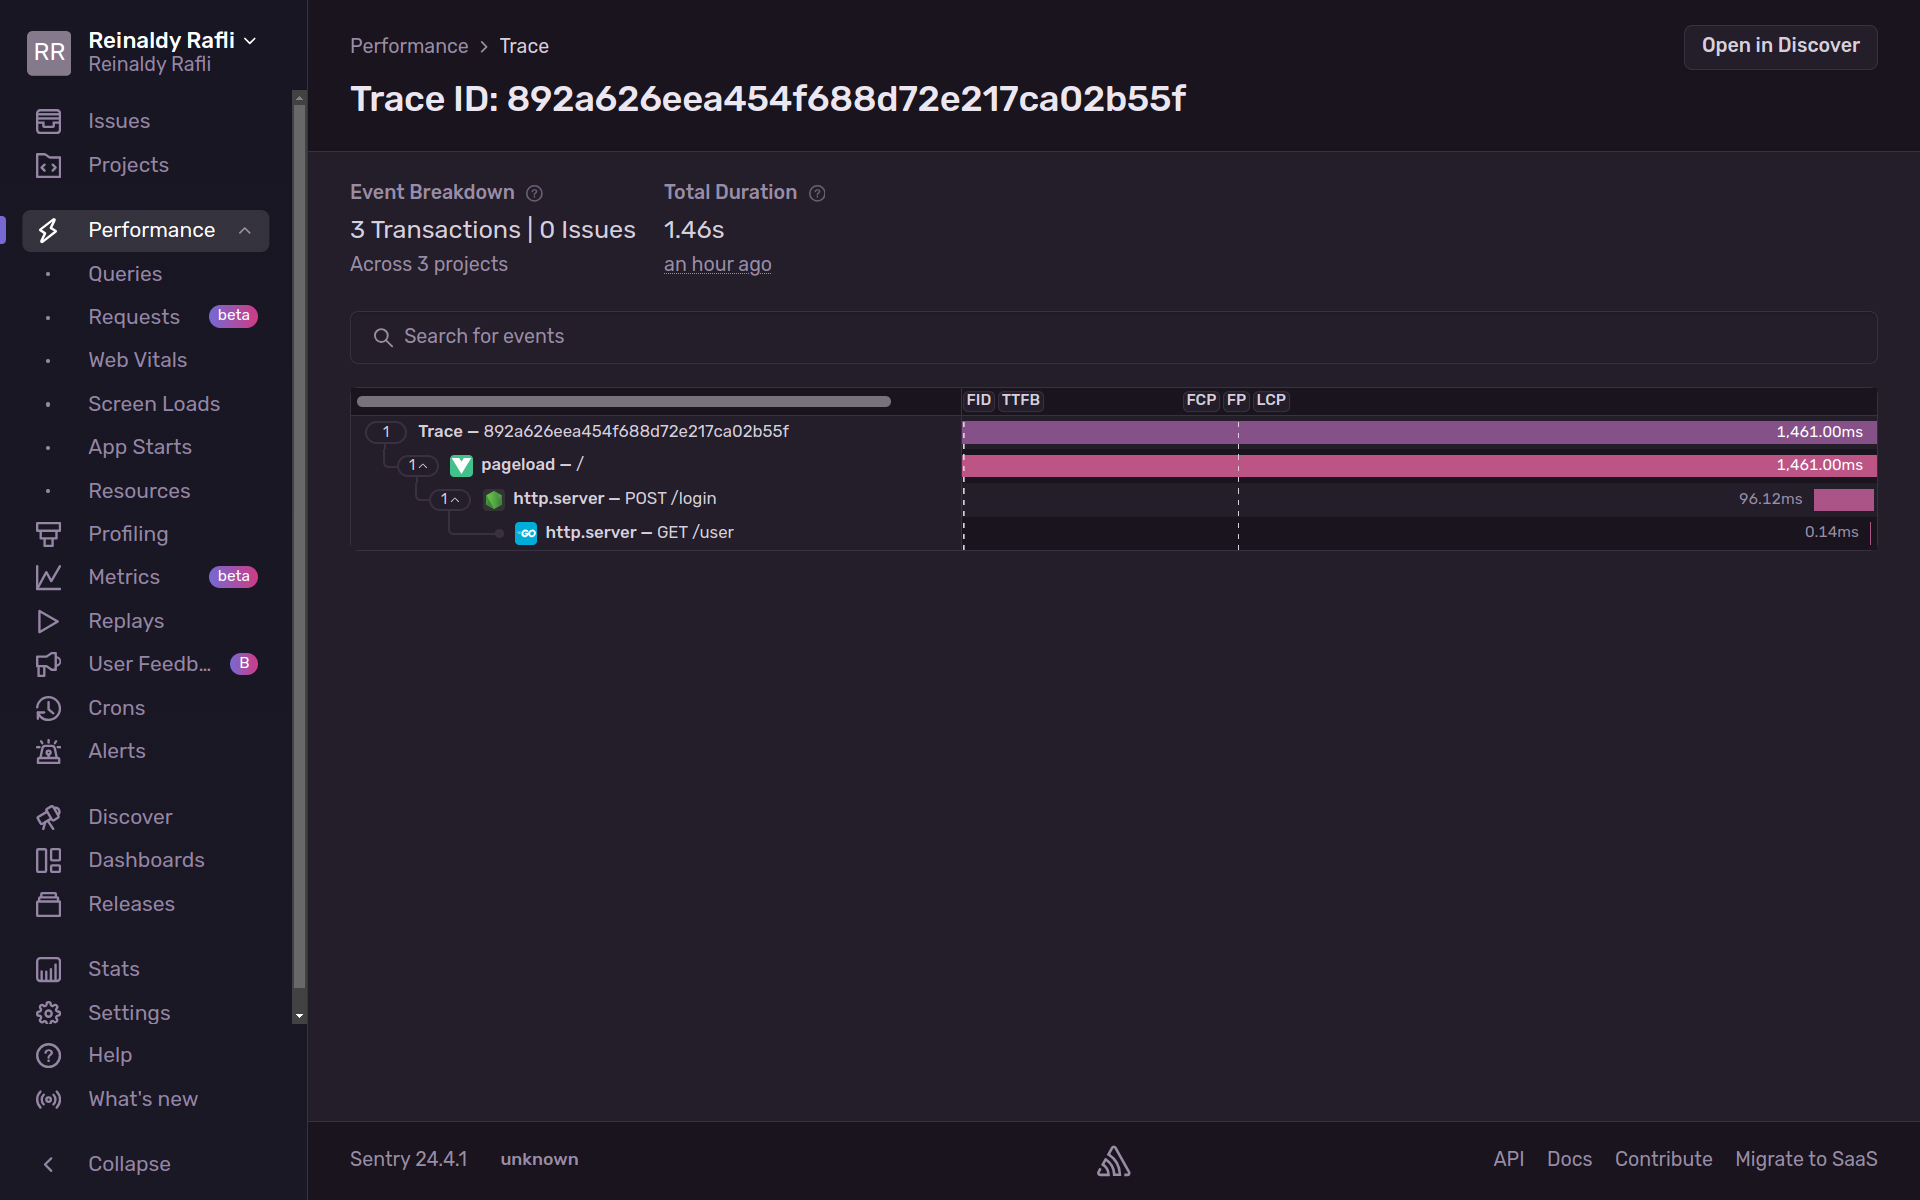 RR
Reinaldy Rafli
Reinaldy Rafli
Issues
Projects
Performance
Queries
Requests beta
Web Vitals
Screen Loads
App Starts
Resources
Profiling
Metrics beta
Replays
User Feedb... B
Crons
Alerts
Discover
Dashboards
Releases
Stats
Settings
Help
What's new
Collapse
Performance > Trace
Open in Discover
Trace ID: 892a626eea454f688d72e217ca02b55f
Event Breakdown ? Total Duration ?
3 Transactions | 0 Issues 1.46s
Across 3 projects an hour ago
Search for events
FID TTFB FCP FP LCP
1 Trace — 892a626eea454f688d72e217ca02b55f 1,461.00ms
1 pageload — / 1,461.00ms
1 http.server — POST /login 96.12ms
GO http.server — GET /user 0.14ms
Sentry 24.4.1 unknown API Docs Contribute Migrate to SaaS